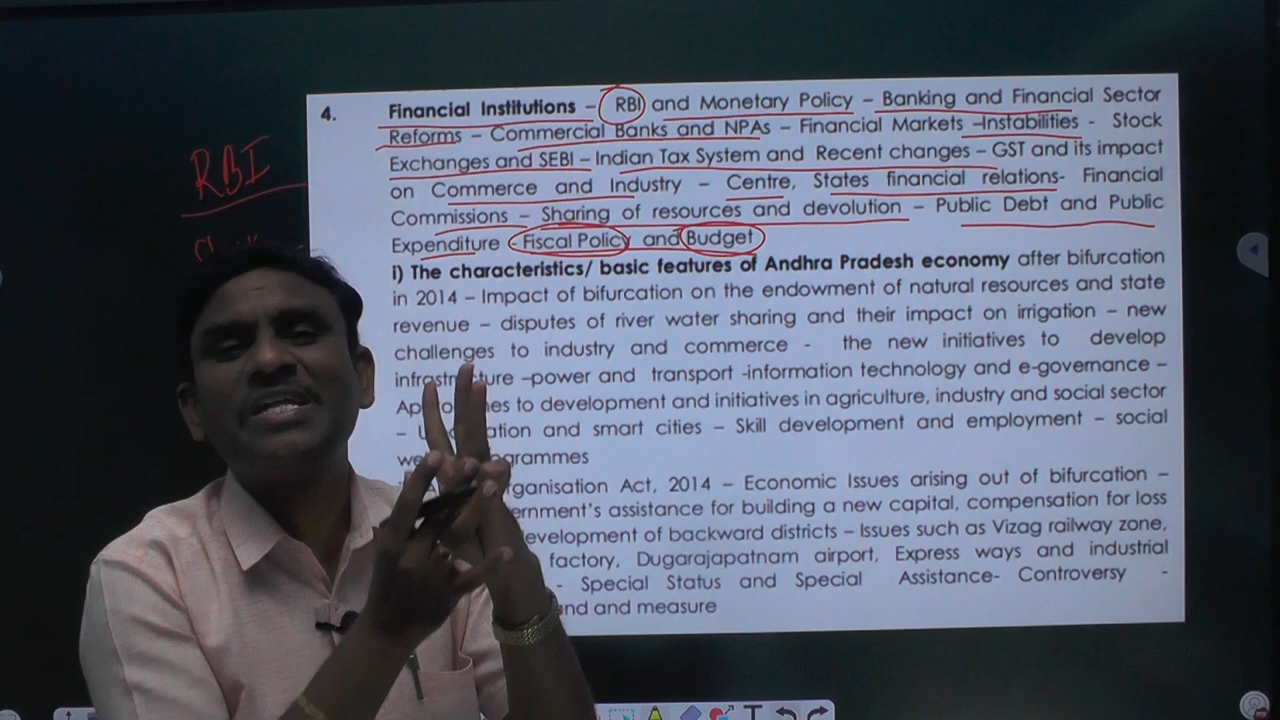 4. Financial Institutions – RBI and Monetary Policy – Banking and Financial Sector
Reforms – Commercial Banks and NPAs – Financial Markets –Instabilities - Stock
Exchanges and SEBI – Indian Tax System and Recent changes – GST and its impact
on Commerce and Industry – Centre, States financial relations- Financial
Commissions – Sharing of resources and devolution – Public Debt and Public
Expenditure - Fiscal Policy and Budget
i) The characteristics/ basic features of Andhra Pradesh economy after bifurcation
in 2014 – Impact of bifurcation on the endowment of natural resources and state
revenue – disputes of river water sharing and their impact on irrigation – new
challenges to industry and commerce - the new initiatives to develop
infrastructure –power and transport -information technology and e-governance –
to development and initiatives in agriculture, industry and social sector
– and smart cities – Skill development and employment – social
Act, 2014 – Economic Issues arising out of bifurcation –
assistance for building a new capital, compensation for loss
of backward districts – Issues such as Vizag railway zone,
factory, Dugarajapatnam airport, Express ways and industrial
- Special Status and Special Assistance- Controversy -
and measure
RBI